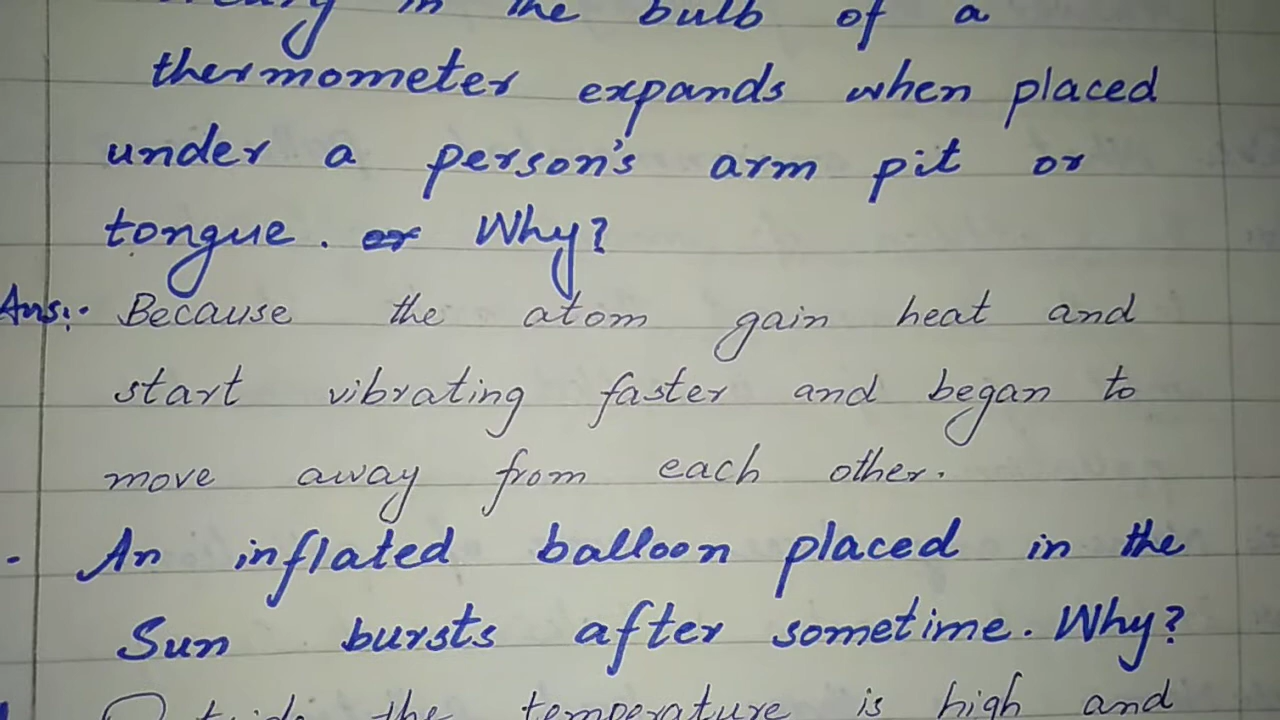 in the bulb of a
thermometer expands when placed
under a person's arm pit or
tongue. or Why?
Ans:- Because the atom gain heat and
start vibrating faster and began to
move away from each other.
An inflated balloon placed in the
Sun bursts after sometime. Why?
the temperature is high and